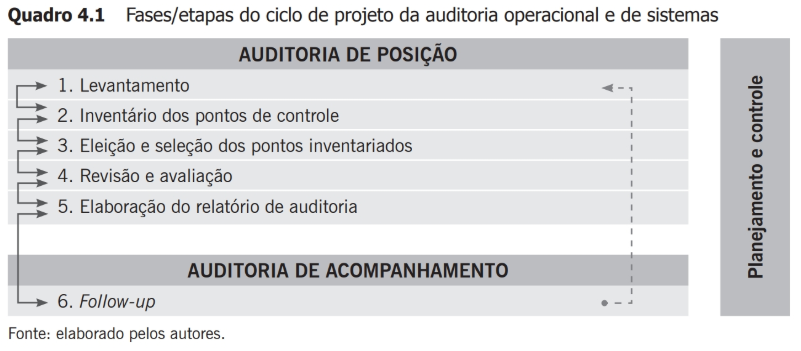 Quadro 4.1 Fases/etapas do ciclo de projeto da auditoria operacional e de sistemas
AUDITORIA DE POSIÇÃO
1. Levantamento
2. Inventário dos pontos de controle
3. Eleição e seleção dos pontos inventariados
4. Revisão e avaliação
5. Elaboração do relatório de auditoria
AUDITORIA DE ACOMPANHAMENTO
6. Follow-up
Planejamento e controle
Fonte: elaborado pelos autores.